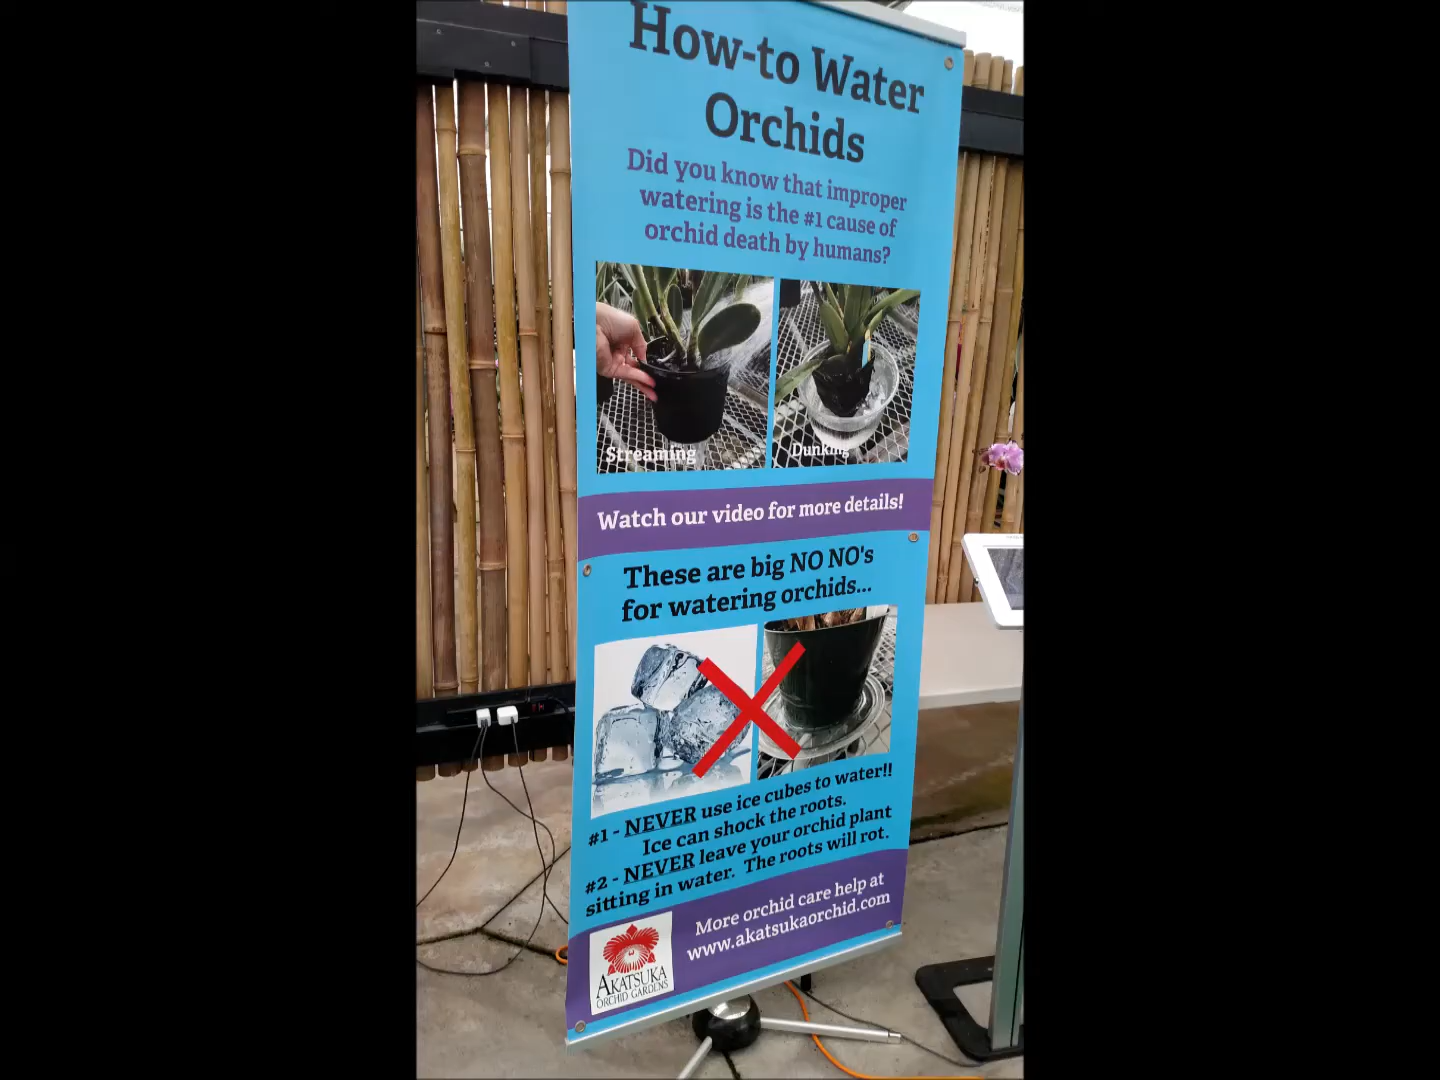 How-to Water
Orchids
Did you know that improper
watering is the #1 cause of
orchid death by humans?
Streaming
Dunking
Watch our video for more details!
These are big NO NO's
for watering orchids...
#1 - NEVER use ice cubes to water!!
Ice can shock the roots.
#2 - NEVER leave your orchid plant
sitting in water. The roots will rot.
More orchid care help at
www.akatsukaorchid.com
AKATSUKA
ORCHID GARDENS